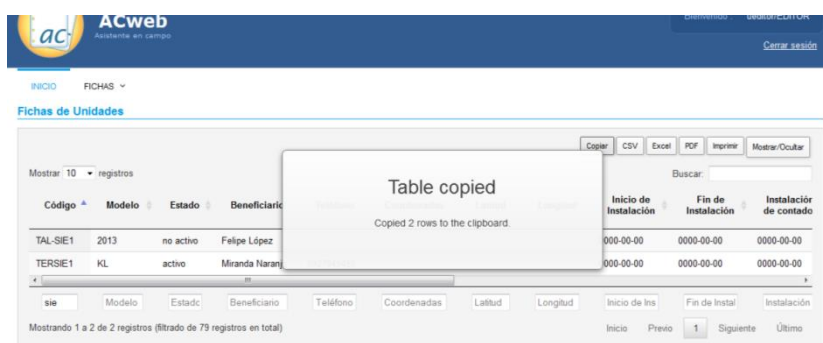 ac
ACweb
Asistente en campo
Bienvenido : deditor/EDITOR
Cerrar sesión
INICIO FICHAS
Fichas de Unidades
Copiar CSV Excel PDF Imprimir Mostrar/Ocultar
Mostrar 10 registros
Buscar:
Código Modelo Estado Beneficiario Inicio de Instalación Fin de Instalación Instalación de contado
Table copied
Copied 2 rows to the clipboard.
TAL-SIE1 2013 no activo Felipe López 000-00-00 0000-00-00 0000-00-00
TERSIE1 KL activo Miranda Naranj 000-00-00 0000-00-00 0000-00-00
sie Modelo Estadc Beneficiario Teléfono Coordenadas Latitud Longitud Inicio de Ins Fin de Instal Instalación
Mostrando 1 a 2 de 2 registros (filtrado de 79 registros en total)
Inicio Previo 1 Siguiente Último